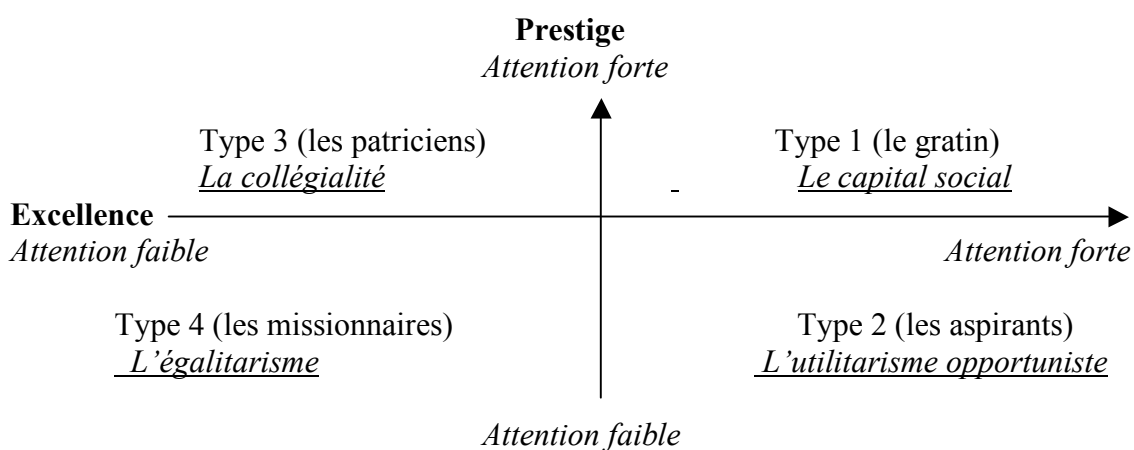 Prestige
Attention forte
Type 3 (les patriciens)
Type 1 (le gratin)
La collégialité
Le capital social
Excellence
Attention faible
Attention forte
Type 4 (les missionnaires)
Type 2 (les aspirants)
L’égalitarisme
L’utilitarisme opportuniste
Attention faible